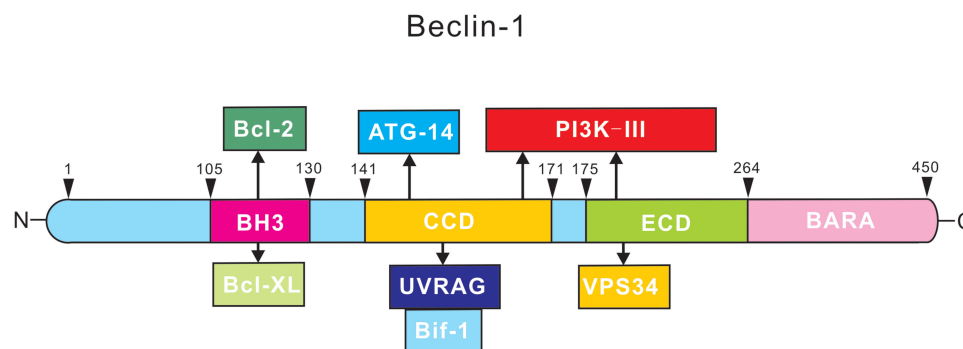 Beclin-1
Bcl-2
ATG-14
PI3K-III
1
105
130
141
171
175
264
450
N
BH3
CCD
ECD
BARA
C
Bcl-XL
UVRAG
VPS34
Bif-1